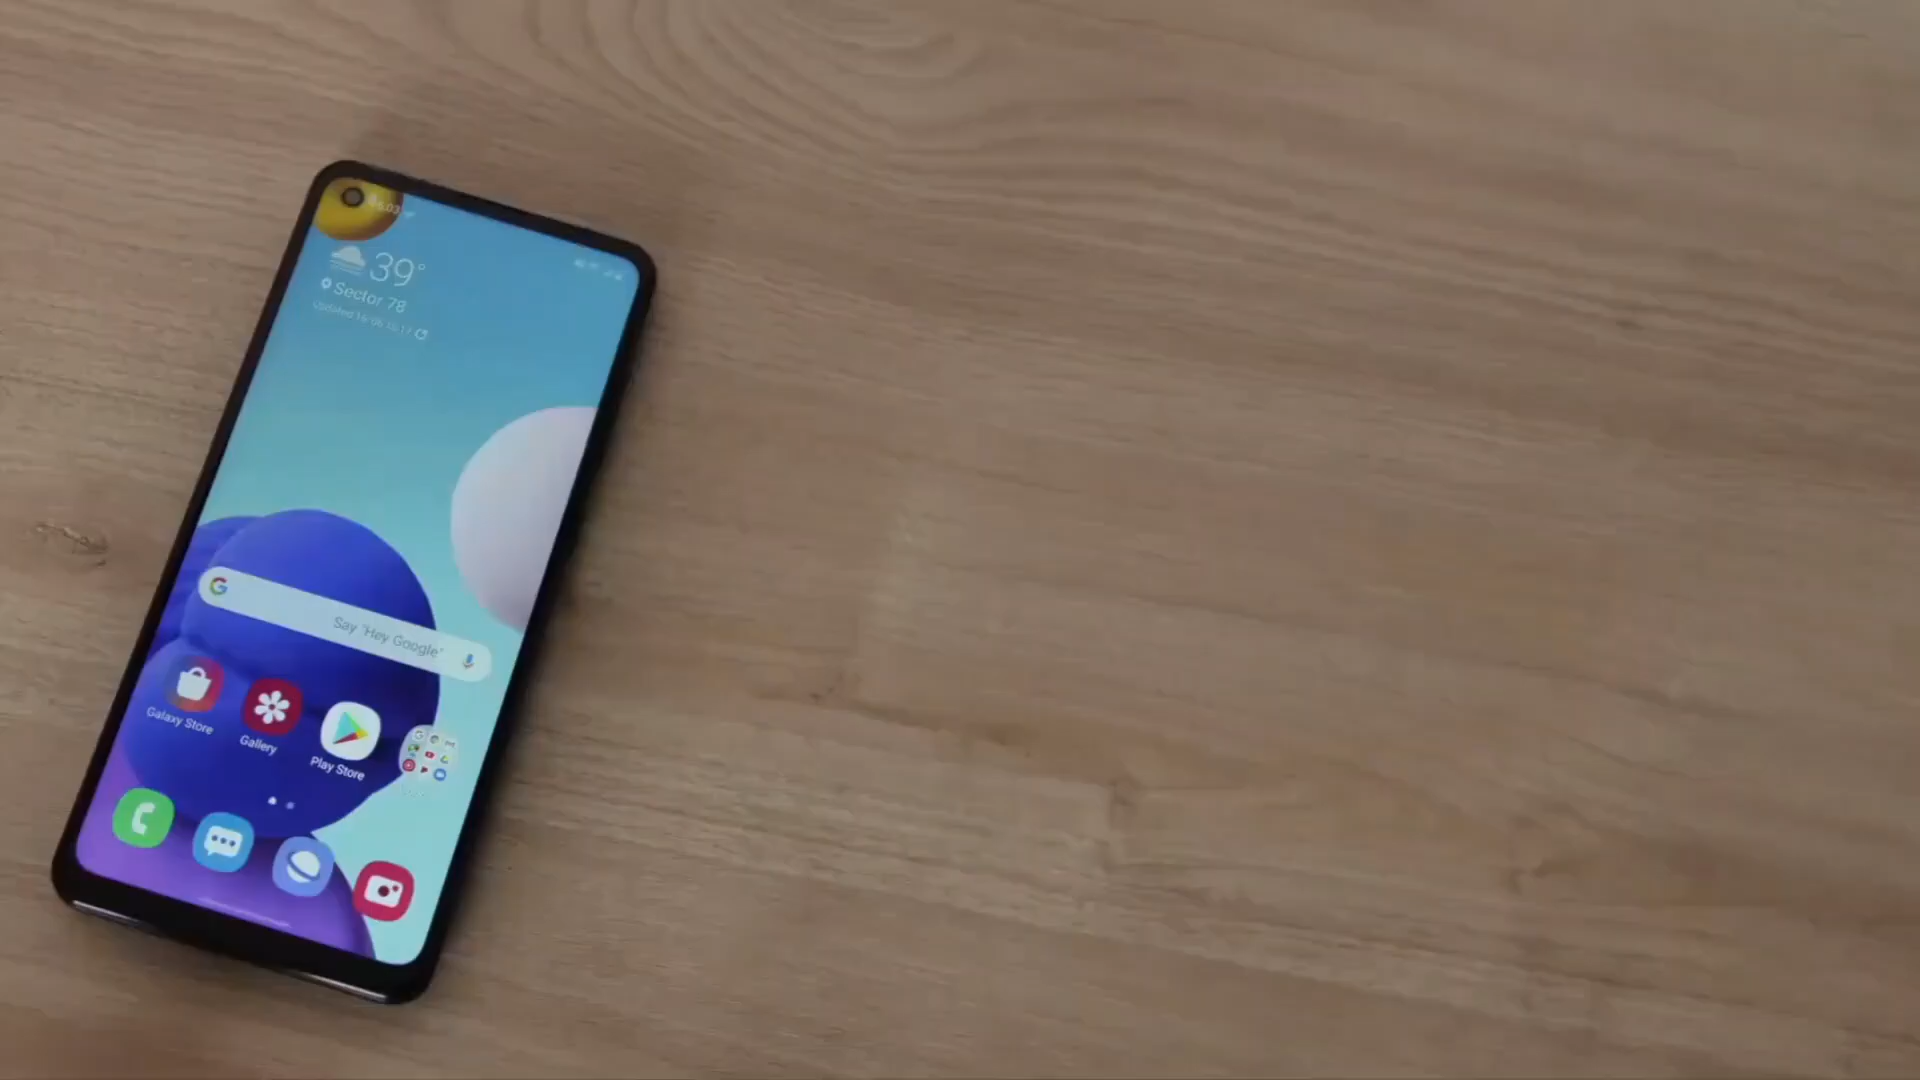 39°
Sector 78
Say "Hey Google"
Galaxy Store
Gallery
Play Store